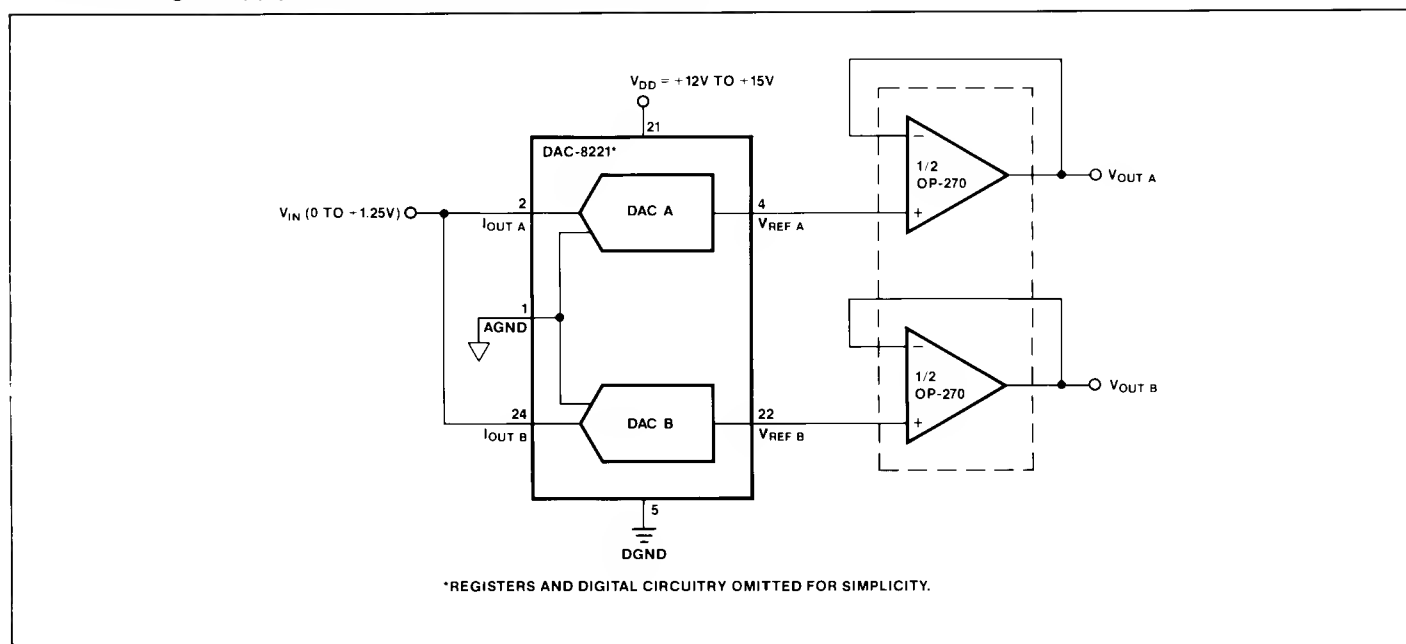 V_DD = +12V TO +15V
21
DAC-8221*
DAC A
2
I_OUT A
V_IN (0 TO +1.25V)
4
V_REF A
−
+
1/2
OP-270
V_OUT A
1
AGND
DAC B
24
I_OUT B
22
V_REF B
−
+
1/2
OP-270
V_OUT B
5
DGND
*REGISTERS AND DIGITAL CIRCUITRY OMITTED FOR SIMPLICITY.